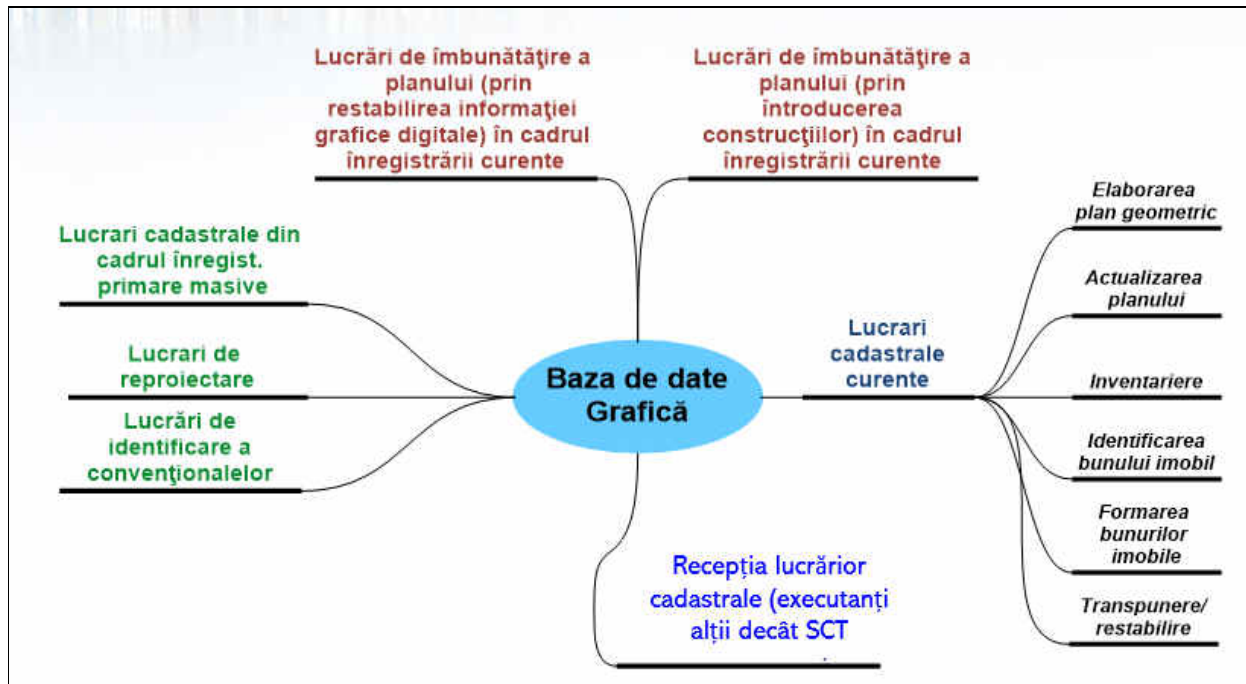 Lucrări de îmbunătăţire a
planului (prin
restabilirea informaţiei
grafice digitale) în cadrul
înregistrării curente
Lucrări de îmbunătăţire a
planului (prin
întroducerea
construcţiilor) în cadrul
înregistrării curente
Lucrari cadastrale din
cadrul înregist.
primare masive
Lucrari de
reproiectare
Lucrări de
identificare a
convenţionalelor
Baza de date
Grafică
Lucrari
cadastrale
curente
Elaborarea
plan geometric
Actualizarea
planului
Inventariere
Identificarea
bunului imobil
Formarea
bunurilor
imobile
Transpunere/
restabilire
Recepția lucrărior
cadastrale (executanți
alții decât SCT
.